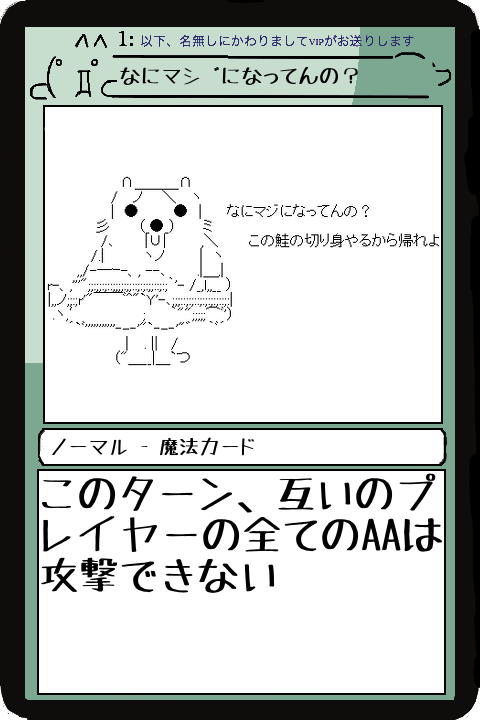 1: 以下、名無しにかわりましてVIPがお送りします
なにマジになってんの？
なにマジになってんの？
この鮭の切り身やるから帰れよ
ノーマル - 魔法カード
このターン、互いのプ
レイヤーの全てのAAは
攻撃できない